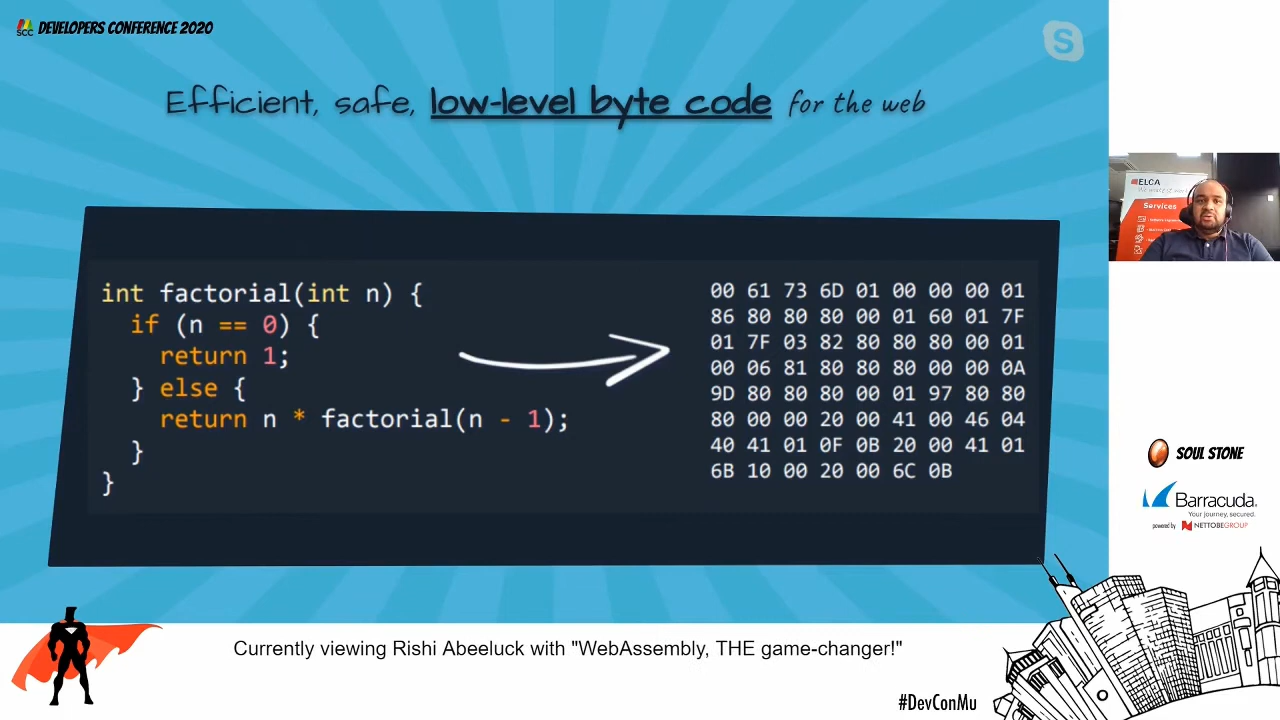 SCC DEVELOPERS CONFERENCE 2020
S
Efficient, safe, low-level byte code for the web
int factorial(int n) {
if (n == 0) {
return 1;
} else {
return n * factorial(n - 1);
}
}
00 61 73 6D 01 00 00 00 01
86 80 80 80 00 01 60 01 7F
01 7F 03 82 80 80 80 00 01
00 06 81 80 80 80 00 00 0A
9D 80 80 80 00 01 97 80 80
80 00 00 20 00 41 00 46 04
40 41 01 0F 0B 20 00 41 01
6B 10 00 20 00 6C 0B
ELCA
Services
SOUL STONE
Barracuda
Your journey, secured.
powered by NETTOBEGROUP
Currently viewing Rishi Abeeluck with "WebAssembly, THE game-changer!"
#DevConMu